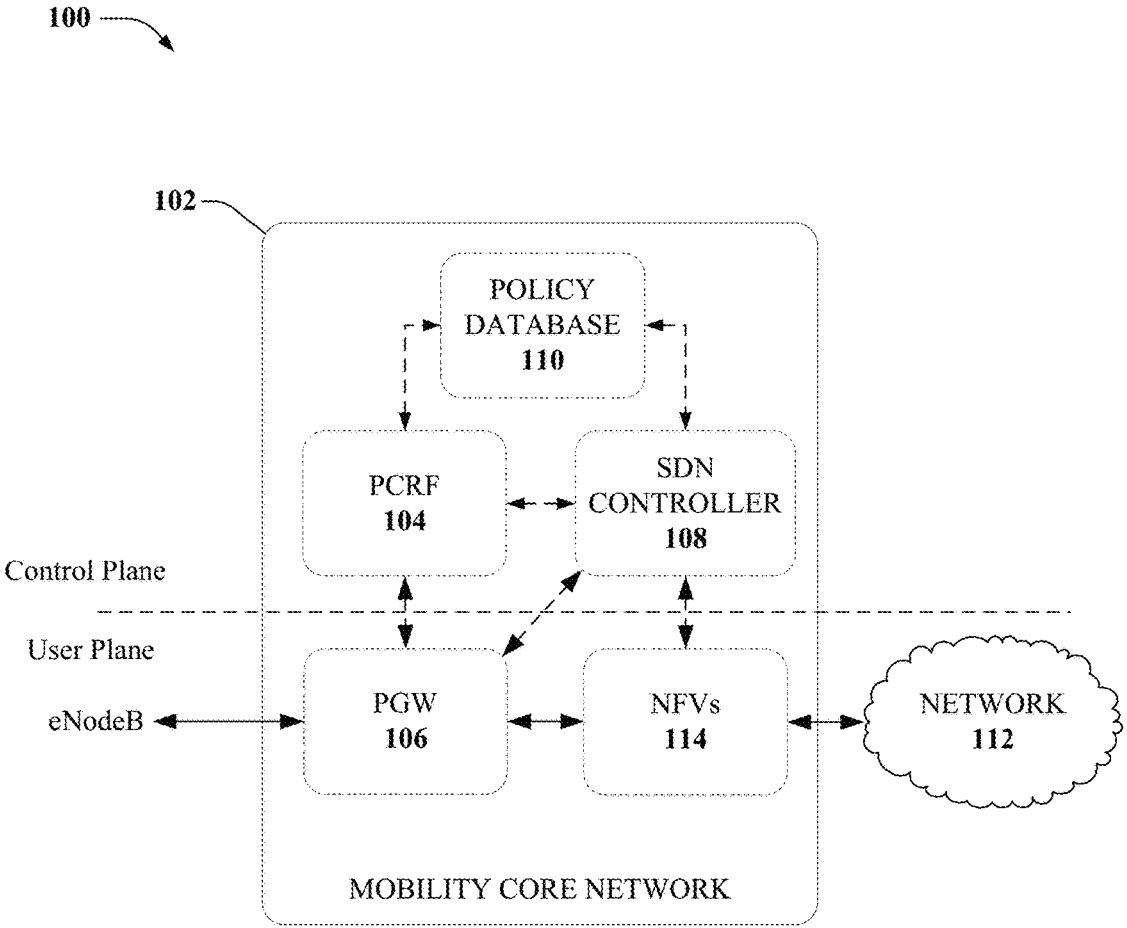 100
102
POLICY
DATABASE
110
PCRF
104
SDN
CONTROLLER
108
Control Plane
User Plane
eNodeB
PGW
106
NFVs
114
NETWORK
112
MOBILITY CORE NETWORK